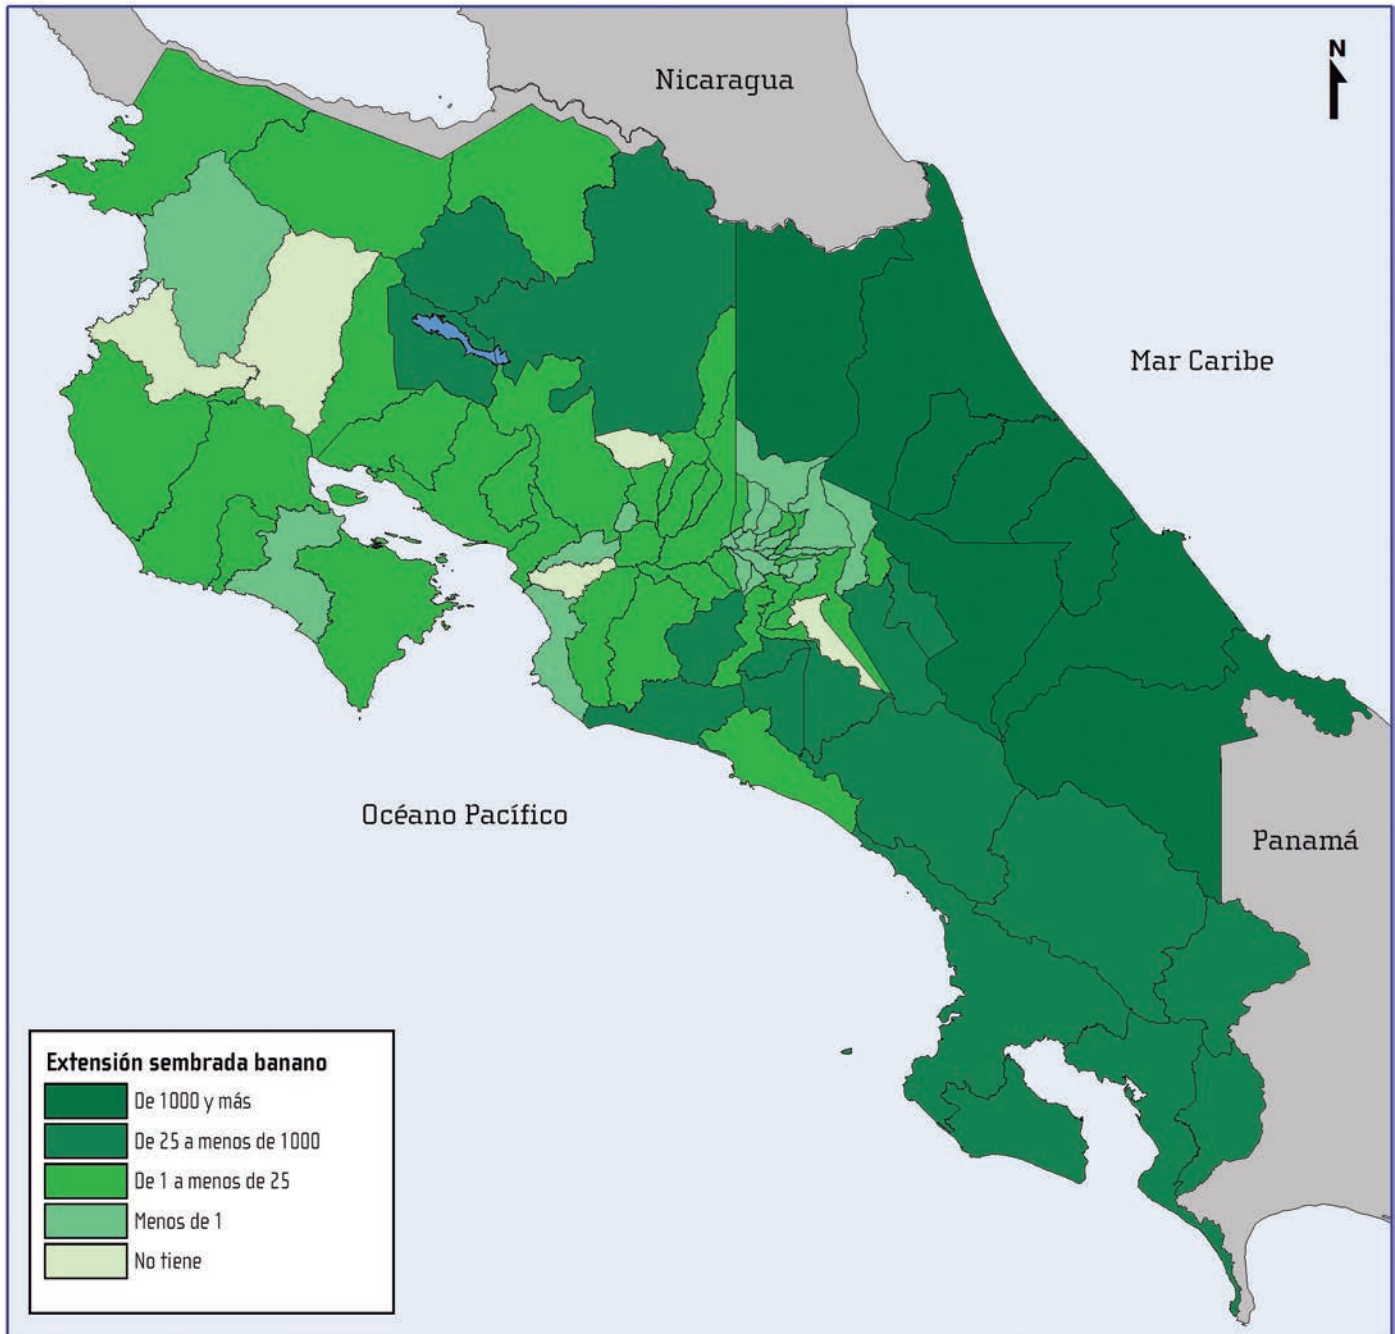 N
Nicaragua
Mar Caribe
Océano Pacífico
Panamá
Extensión sembrada banano
De 1000 y más
De 25 a menos de 1000
De 1 a menos de 25
Menos de 1
No tiene